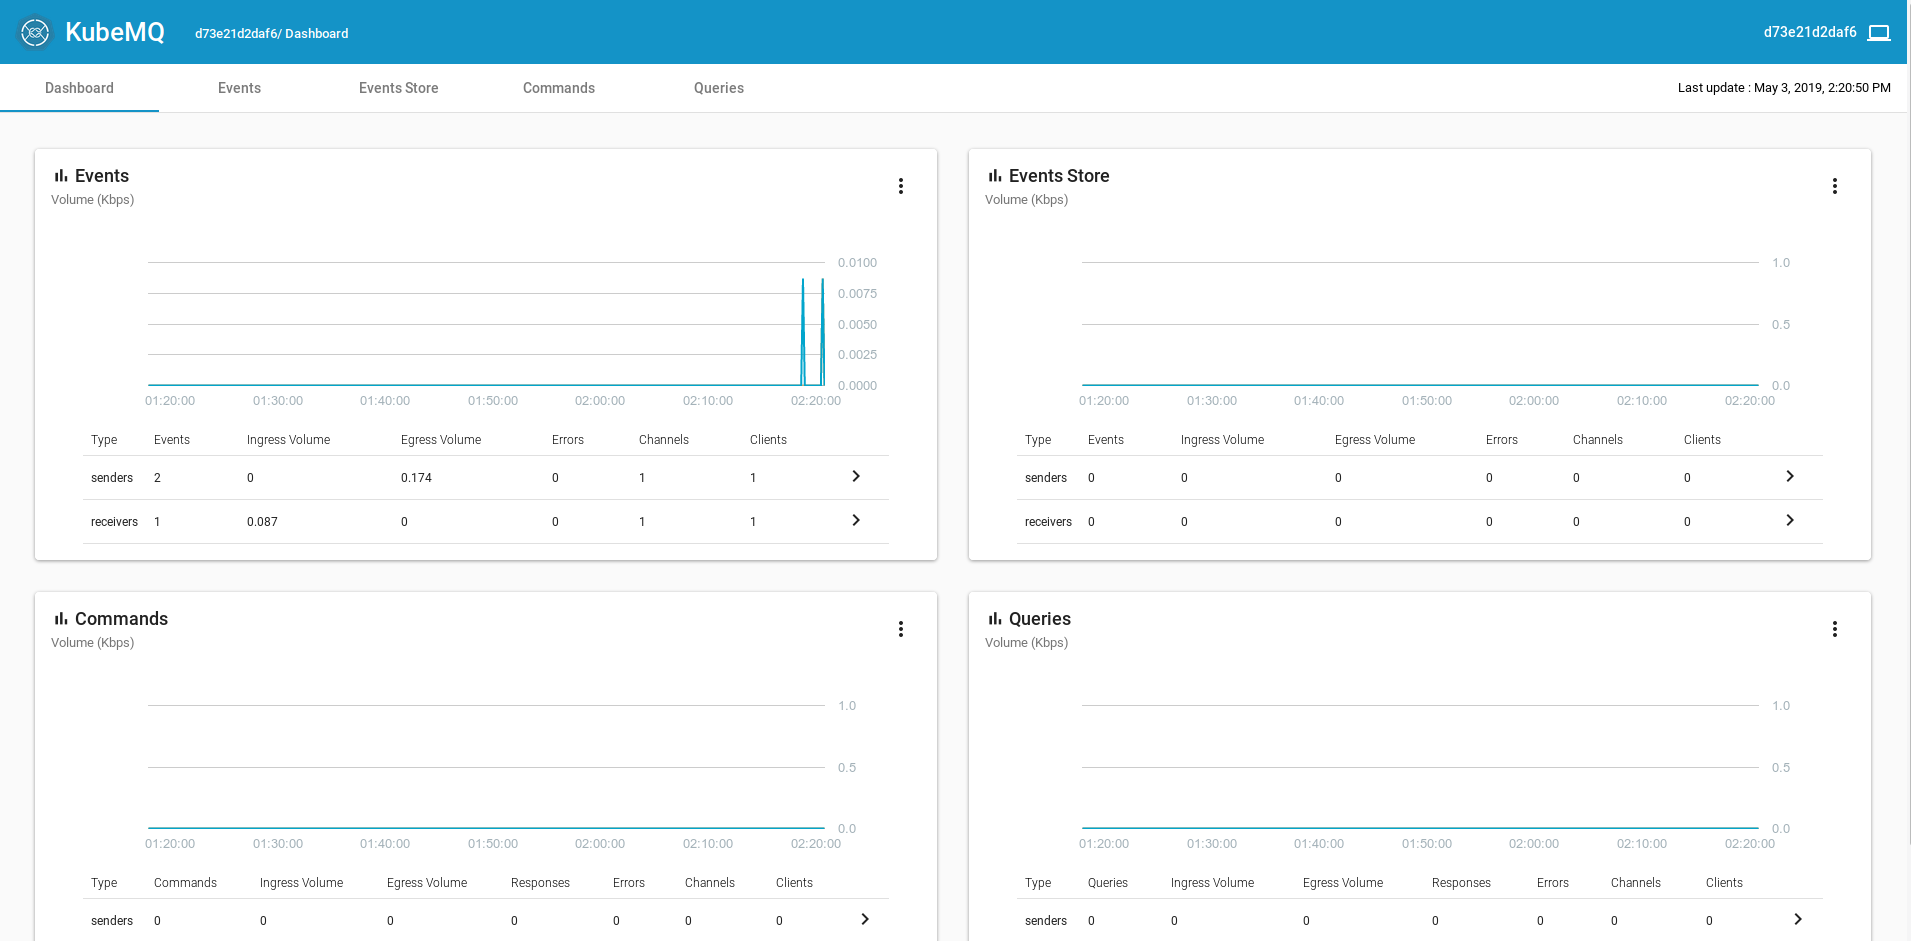 KubeMQ d73e21d2daf6/ Dashboard d73e21d2daf6
Dashboard Events Events Store Commands Queries Last update : May 3, 2019, 2:20:50 PM
Events
Volume (Kbps)
0.0100
0.0075
0.0050
0.0025
0.0000
01:20:00 01:30:00 01:40:00 01:50:00 02:00:00 02:10:00 02:20:00
Type Events Ingress Volume Egress Volume Errors Channels Clients
senders 2 0 0.174 0 1 1
receivers 1 0.087 0 0 1 1
Events Store
Volume (Kbps)
1.0
0.5
0.0
01:20:00 01:30:00 01:40:00 01:50:00 02:00:00 02:10:00 02:20:00
Type Events Ingress Volume Egress Volume Errors Channels Clients
senders 0 0 0 0 0 0
receivers 0 0 0 0 0 0
Commands
Volume (Kbps)
1.0
0.5
0.0
01:20:00 01:30:00 01:40:00 01:50:00 02:00:00 02:10:00 02:20:00
Type Commands Ingress Volume Egress Volume Responses Errors Channels Clients
senders 0 0 0 0 0 0 0
Queries
Volume (Kbps)
1.0
0.5
0.0
01:20:00 01:30:00 01:40:00 01:50:00 02:00:00 02:10:00 02:20:00
Type Queries Ingress Volume Egress Volume Responses Errors Channels Clients
senders 0 0 0 0 0 0 0